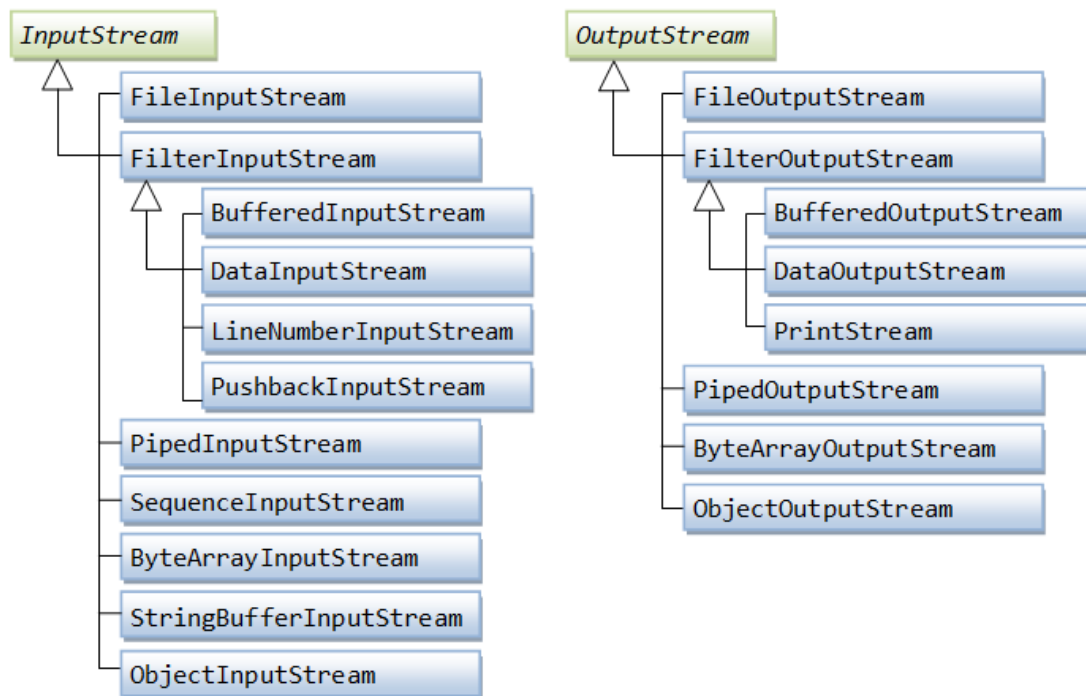 InputStream
FileInputStream
FilterInputStream
BufferedInputStream
DataInputStream
LineNumberInputStream
PushbackInputStream
PipedInputStream
SequenceInputStream
ByteArrayInputStream
StringBufferInputStream
ObjectInputStream
OutputStream
FileOutputStream
FilterOutputStream
BufferedOutputStream
DataOutputStream
PrintStream
PipedOutputStream
ByteArrayOutputStream
ObjectOutputStream